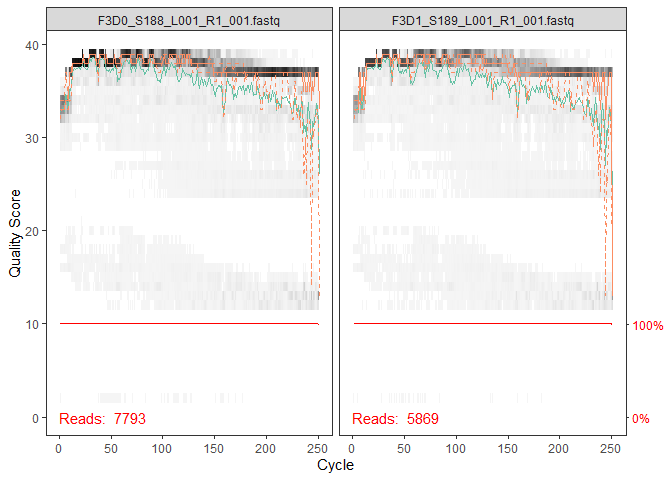 F3D0_S188_L001_R1_001.fastq
F3D1_S189_L001_R1_001.fastq
Quality Score
40
30
20
10
0
100%
0%
Reads: 7793
Reads: 5869
0 50 100 150 200 250
0 50 100 150 200 250
Cycle